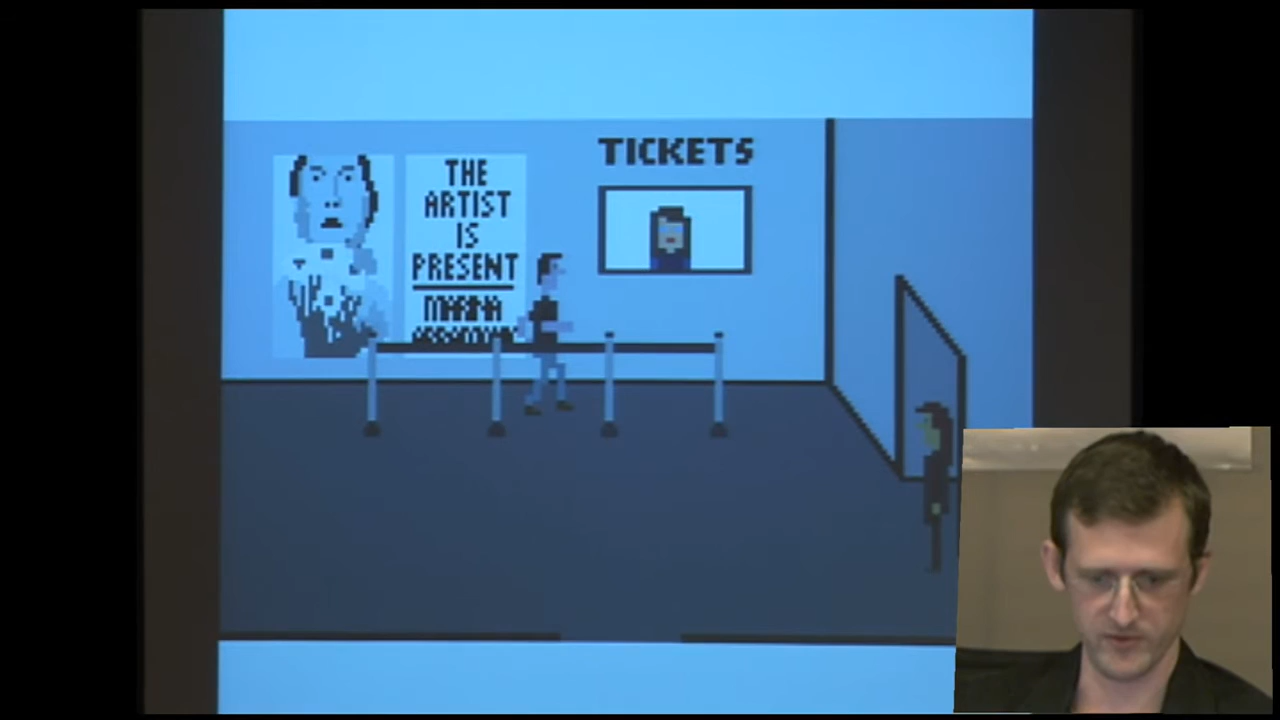 TICKETS
THE
ARTIST
IS
PRESENT
MARINA